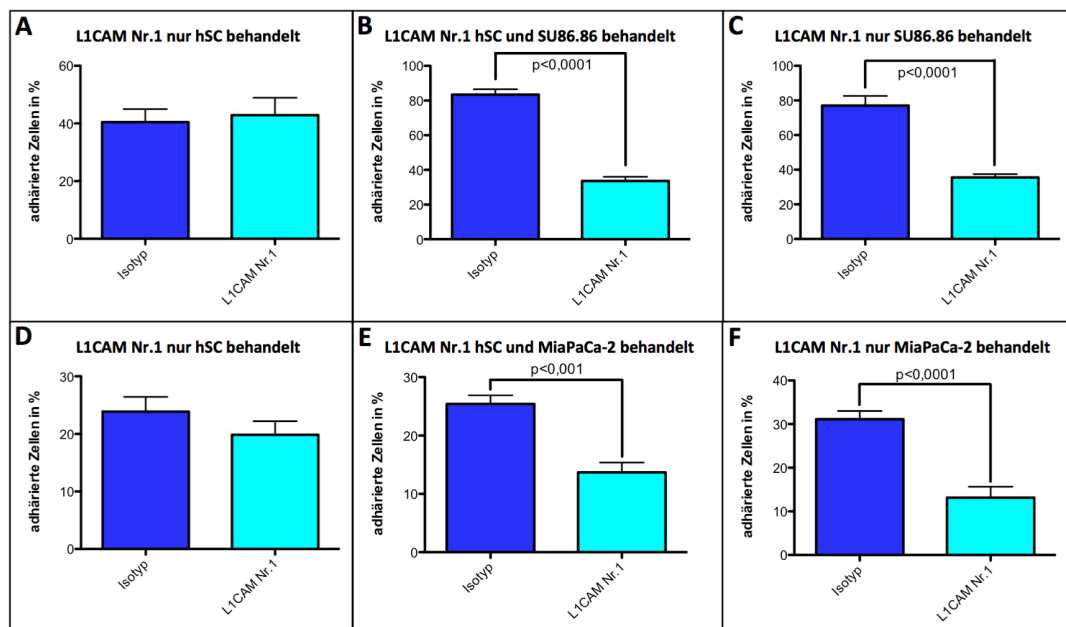 A
L1CAM Nr.1 nur hSC behandelt
adhärierte Zellen in %
60
40
20
0
Isotyp
L1CAM Nr.1
B
L1CAM Nr.1 hSC und SU86.86 behandelt
p<0,0001
adhärierte Zellen in %
100
80
60
40
20
0
Isotyp
L1CAM Nr.1
C
L1CAM Nr.1 nur SU86.86 behandelt
p<0,0001
adhärierte Zellen in %
100
80
60
40
20
0
Isotyp
L1CAM Nr.1
D
L1CAM Nr.1 nur hSC behandelt
adhärierte Zellen in %
30
20
10
0
Isotyp
L1CAM Nr.1
E
L1CAM Nr.1 hSC und MiaPaCa-2 behandelt
p<0,001
adhärierte Zellen in %
30
20
10
0
Isotyp
L1CAM Nr.1
F
L1CAM Nr.1 nur MiaPaCa-2 behandelt
p<0,0001
adhärierte Zellen in %
40
30
20
10
0
Isotyp
L1CAM Nr.1